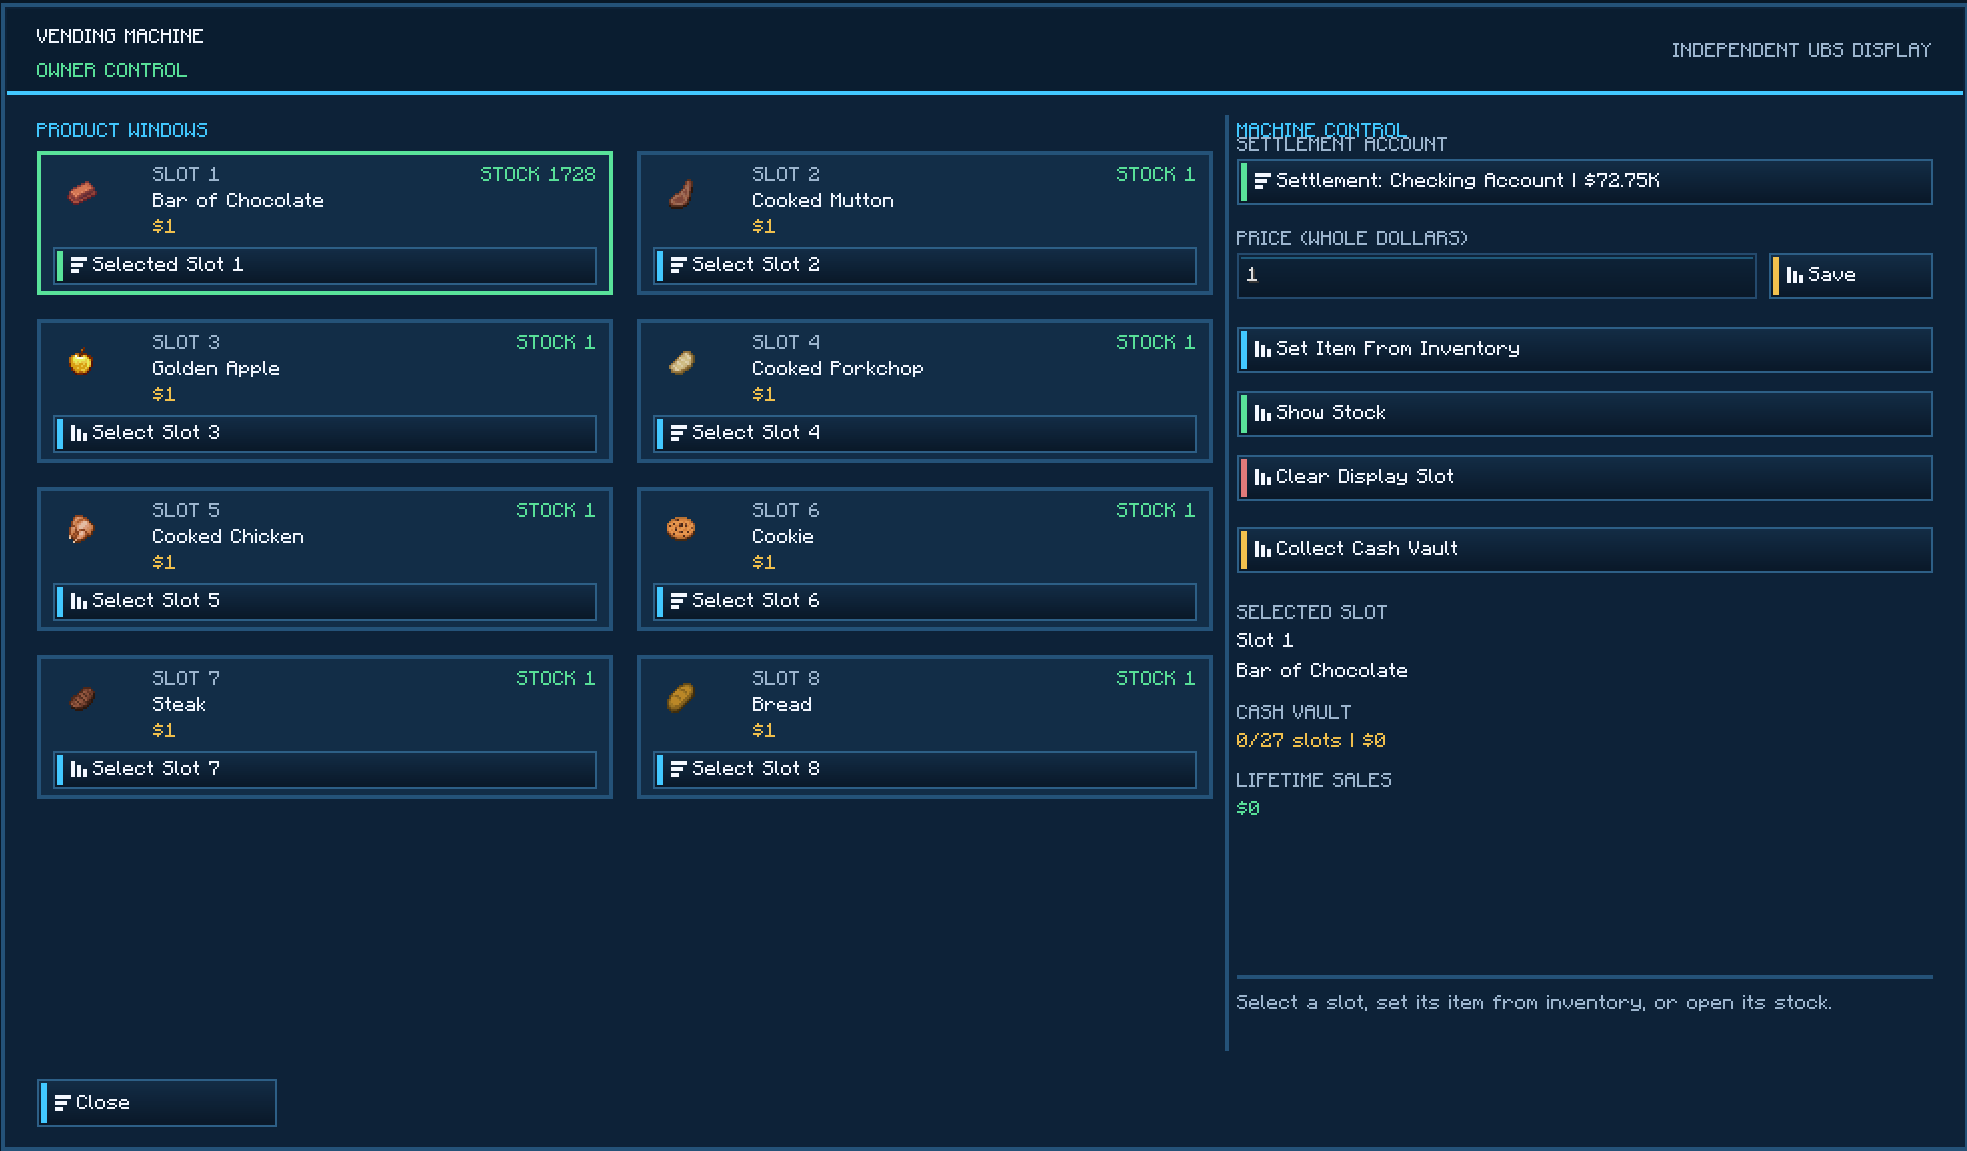 VENDING MACHINE
OWNER CONTROL
INDEPENDENT UBS DISPLAY
PRODUCT WINDOWS
SLOT 1
STOCK 1728
Bar of Chocolate
$1
Selected Slot 1
SLOT 2
STOCK 1
Cooked Mutton
$1
Select Slot 2
SLOT 3
STOCK 1
Golden Apple
$1
Select Slot 3
SLOT 4
STOCK 1
Cooked Porkchop
$1
Select Slot 4
SLOT 5
STOCK 1
Cooked Chicken
$1
Select Slot 5
SLOT 6
STOCK 1
Cookie
$1
Select Slot 6
SLOT 7
STOCK 1
Steak
$1
Select Slot 7
SLOT 8
STOCK 1
Bread
$1
Select Slot 8
Close
MACHINE CONTROL
SETTLEMENT ACCOUNT
Settlement: Checking Account | $72.75K
PRICE (WHOLE DOLLARS)
1
Save
Set Item From Inventory
Show Stock
Clear Display Slot
Collect Cash Vault
SELECTED SLOT
Slot 1
Bar of Chocolate
CASH VAULT
0/27 slots | $0
LIFETIME SALES
$0
Select a slot, set its item from inventory, or open its stock.